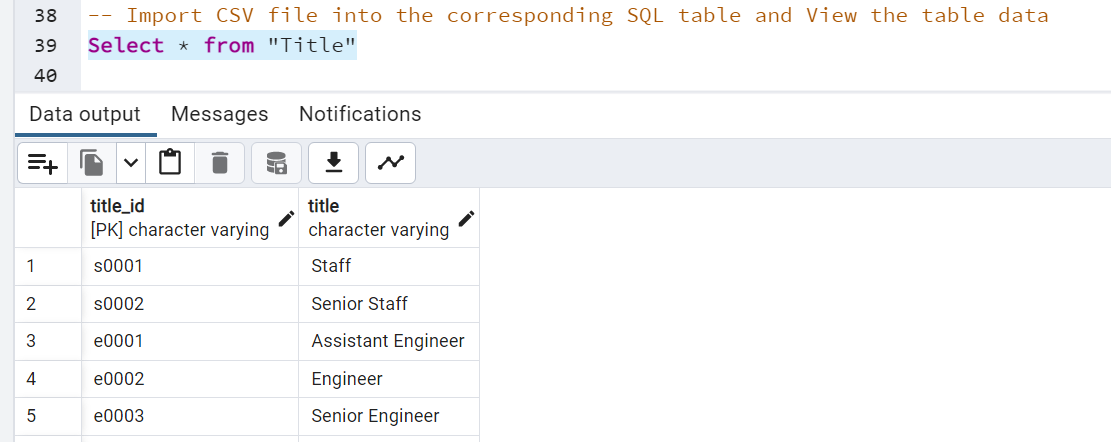 38 -- Import CSV file into the corresponding SQL table and View the table data
39 Select * from "Title"
40
Data output Messages Notifications
title_id title
[PK] character varying character varying
1 s0001 Staff
2 s0002 Senior Staff
3 e0001 Assistant Engineer
4 e0002 Engineer
5 e0003 Senior Engineer